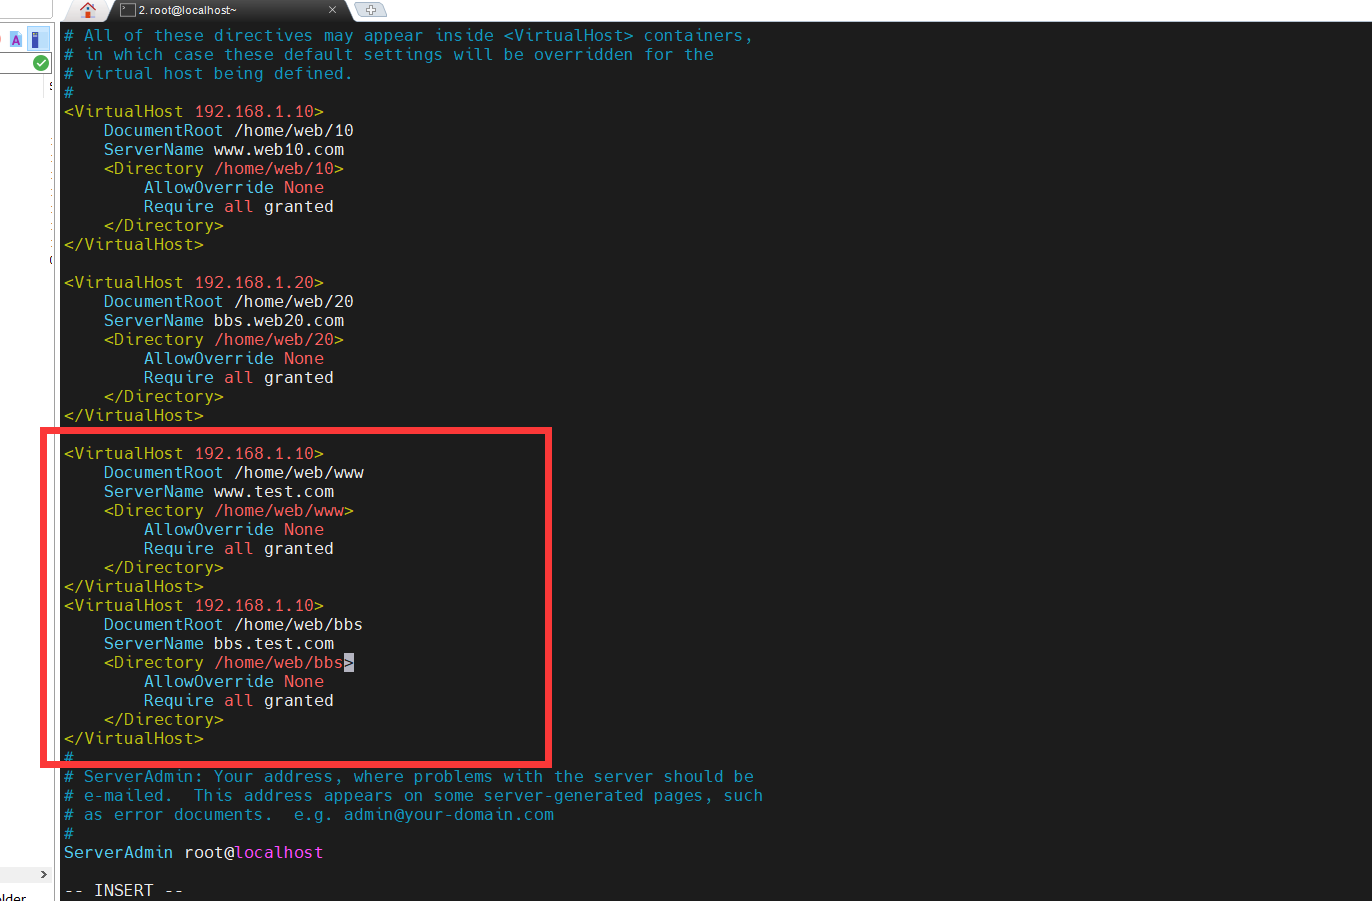 2. root@localhost~
# All of these directives may appear inside <VirtualHost> containers,
# in which case these default settings will be overridden for the
# virtual host being defined.
#
<VirtualHost 192.168.1.10>
    DocumentRoot /home/web/10
    ServerName www.web10.com
    <Directory /home/web/10>
        AllowOverride None
        Require all granted
    </Directory>
</VirtualHost>
<VirtualHost 192.168.1.20>
    DocumentRoot /home/web/20
    ServerName bbs.web20.com
    <Directory /home/web/20>
        AllowOverride None
        Require all granted
    </Directory>
</VirtualHost>
<VirtualHost 192.168.1.10>
    DocumentRoot /home/web/www
    ServerName www.test.com
    <Directory /home/web/www>
        AllowOverride None
        Require all granted
    </Directory>
</VirtualHost>
<VirtualHost 192.168.1.10>
    DocumentRoot /home/web/bbs
    ServerName bbs.test.com
    <Directory /home/web/bbs>
        AllowOverride None
        Require all granted
    </Directory>
</VirtualHost>
#
# ServerAdmin: Your address, where problems with the server should be
# e-mailed.  This address appears on some server-generated pages, such
# as error documents.  e.g. admin@your-domain.com
#
ServerAdmin root@localhost
-- INSERT --